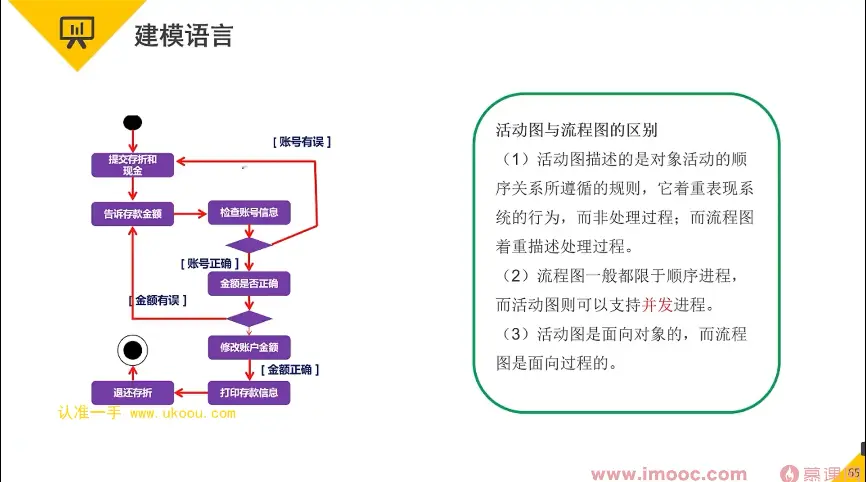 建模语言
[ 账号有误 ]
提交存折和
现金
告诉存款金额
检查账号信息
[ 账号正确 ]
金额是否正确
[ 金额有误 ]
修改账户金额
[ 金额正确 ]
退还存折
打印存款信息
认准一手 www.ukoou.com
活动图与流程图的区别
（1）活动图描述的是对象活动的顺
序关系所遵循的规则，它着重表现系
统的行为，而非处理过程；而流程图
着重描述处理过程。
（2）流程图一般都限于顺序进程，
而活动图则可以支持并发进程。
（3）活动图是面向对象的，而流程
图是面向过程的。
www.imooc.com
慕课
65